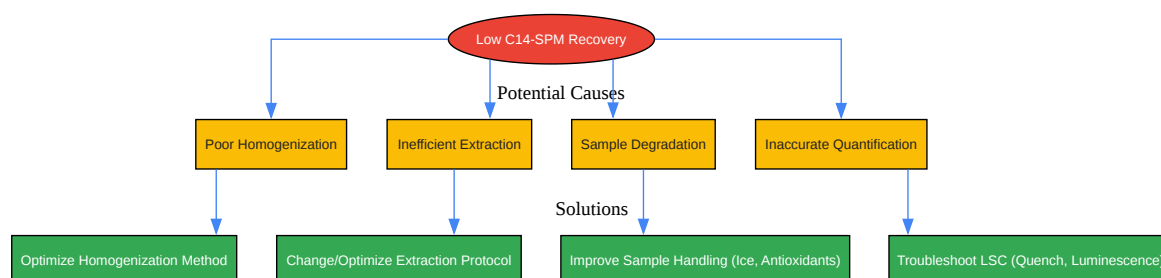 Low C14-SPM Recovery
Potential Causes
Poor Homogenization
Inefficient Extraction
Sample Degradation
Inaccurate Quantification
Solutions
Optimize Homogenization Method
Change/Optimize Extraction Protocol
Improve Sample Handling (Ice, Antioxidants)
Troubleshoot LSC (Quench, Luminescence)